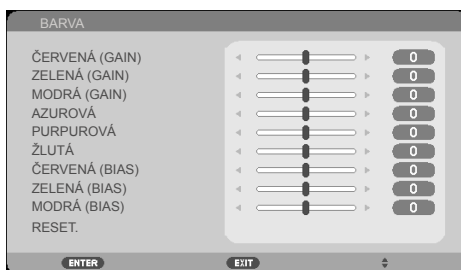 BARVA
ČERVENÁ (GAIN) 0
ZELENÁ (GAIN) 0
MODRÁ (GAIN) 0
AZUROVÁ 0
PURPUROVÁ 0
ŽLUTÁ 0
ČERVENÁ (BIAS) 0
ZELENÁ (BIAS) 0
MODRÁ (BIAS) 0
RESET.
ENTER EXIT